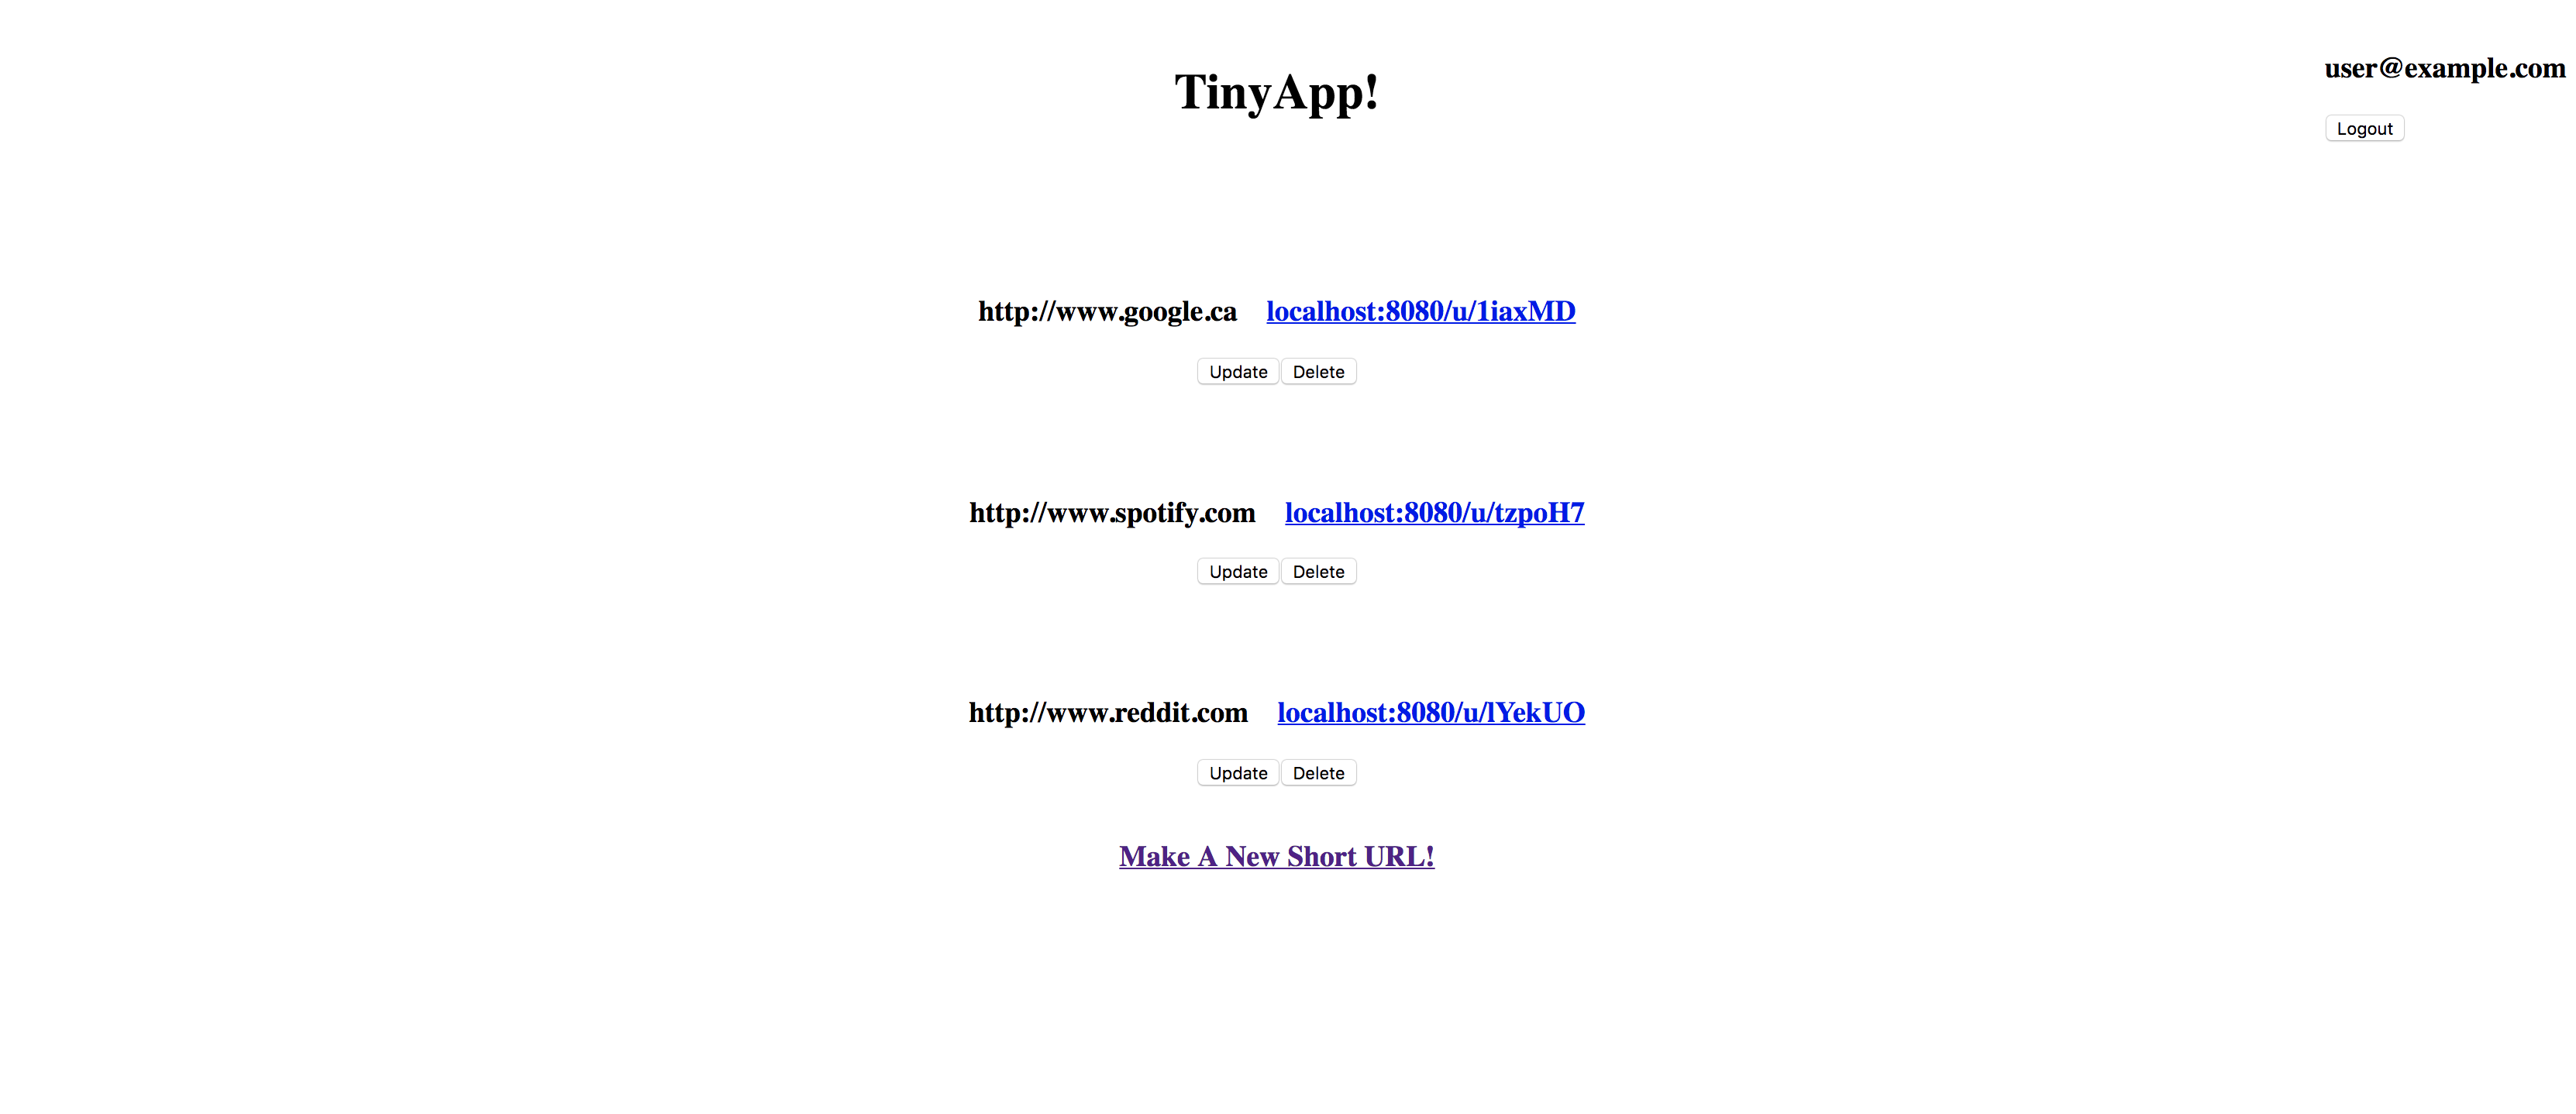 TinyApp!
user@example.com
Logout
http://www.google.ca localhost:8080/u/1iaxMD
Update Delete
http://www.spotify.com localhost:8080/u/tzpoH7
Update Delete
http://www.reddit.com localhost:8080/u/lYekUO
Update Delete
Make A New Short URL!